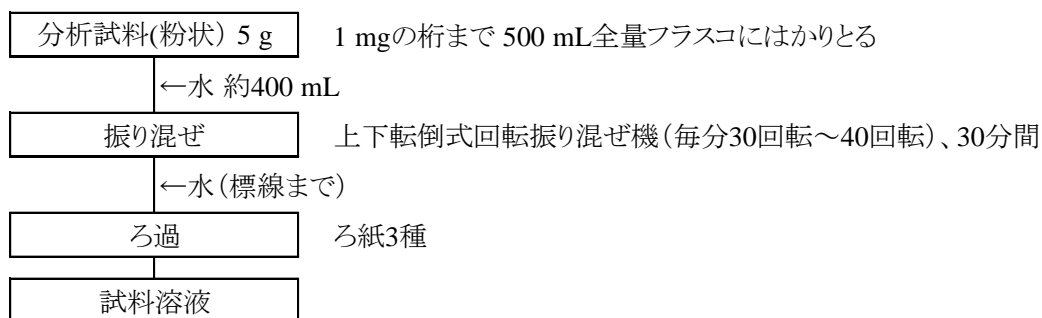 分析試料(粉状) 5 g 1 mgの桁まで 500 mL全量フラスコにはかりとる
←水 約400 mL
振り混ぜ 上下転倒式回転振り混ぜ機(毎分30回転~40回転)、30分間
←水(標線まで)
ろ過 ろ紙3種
試料溶液